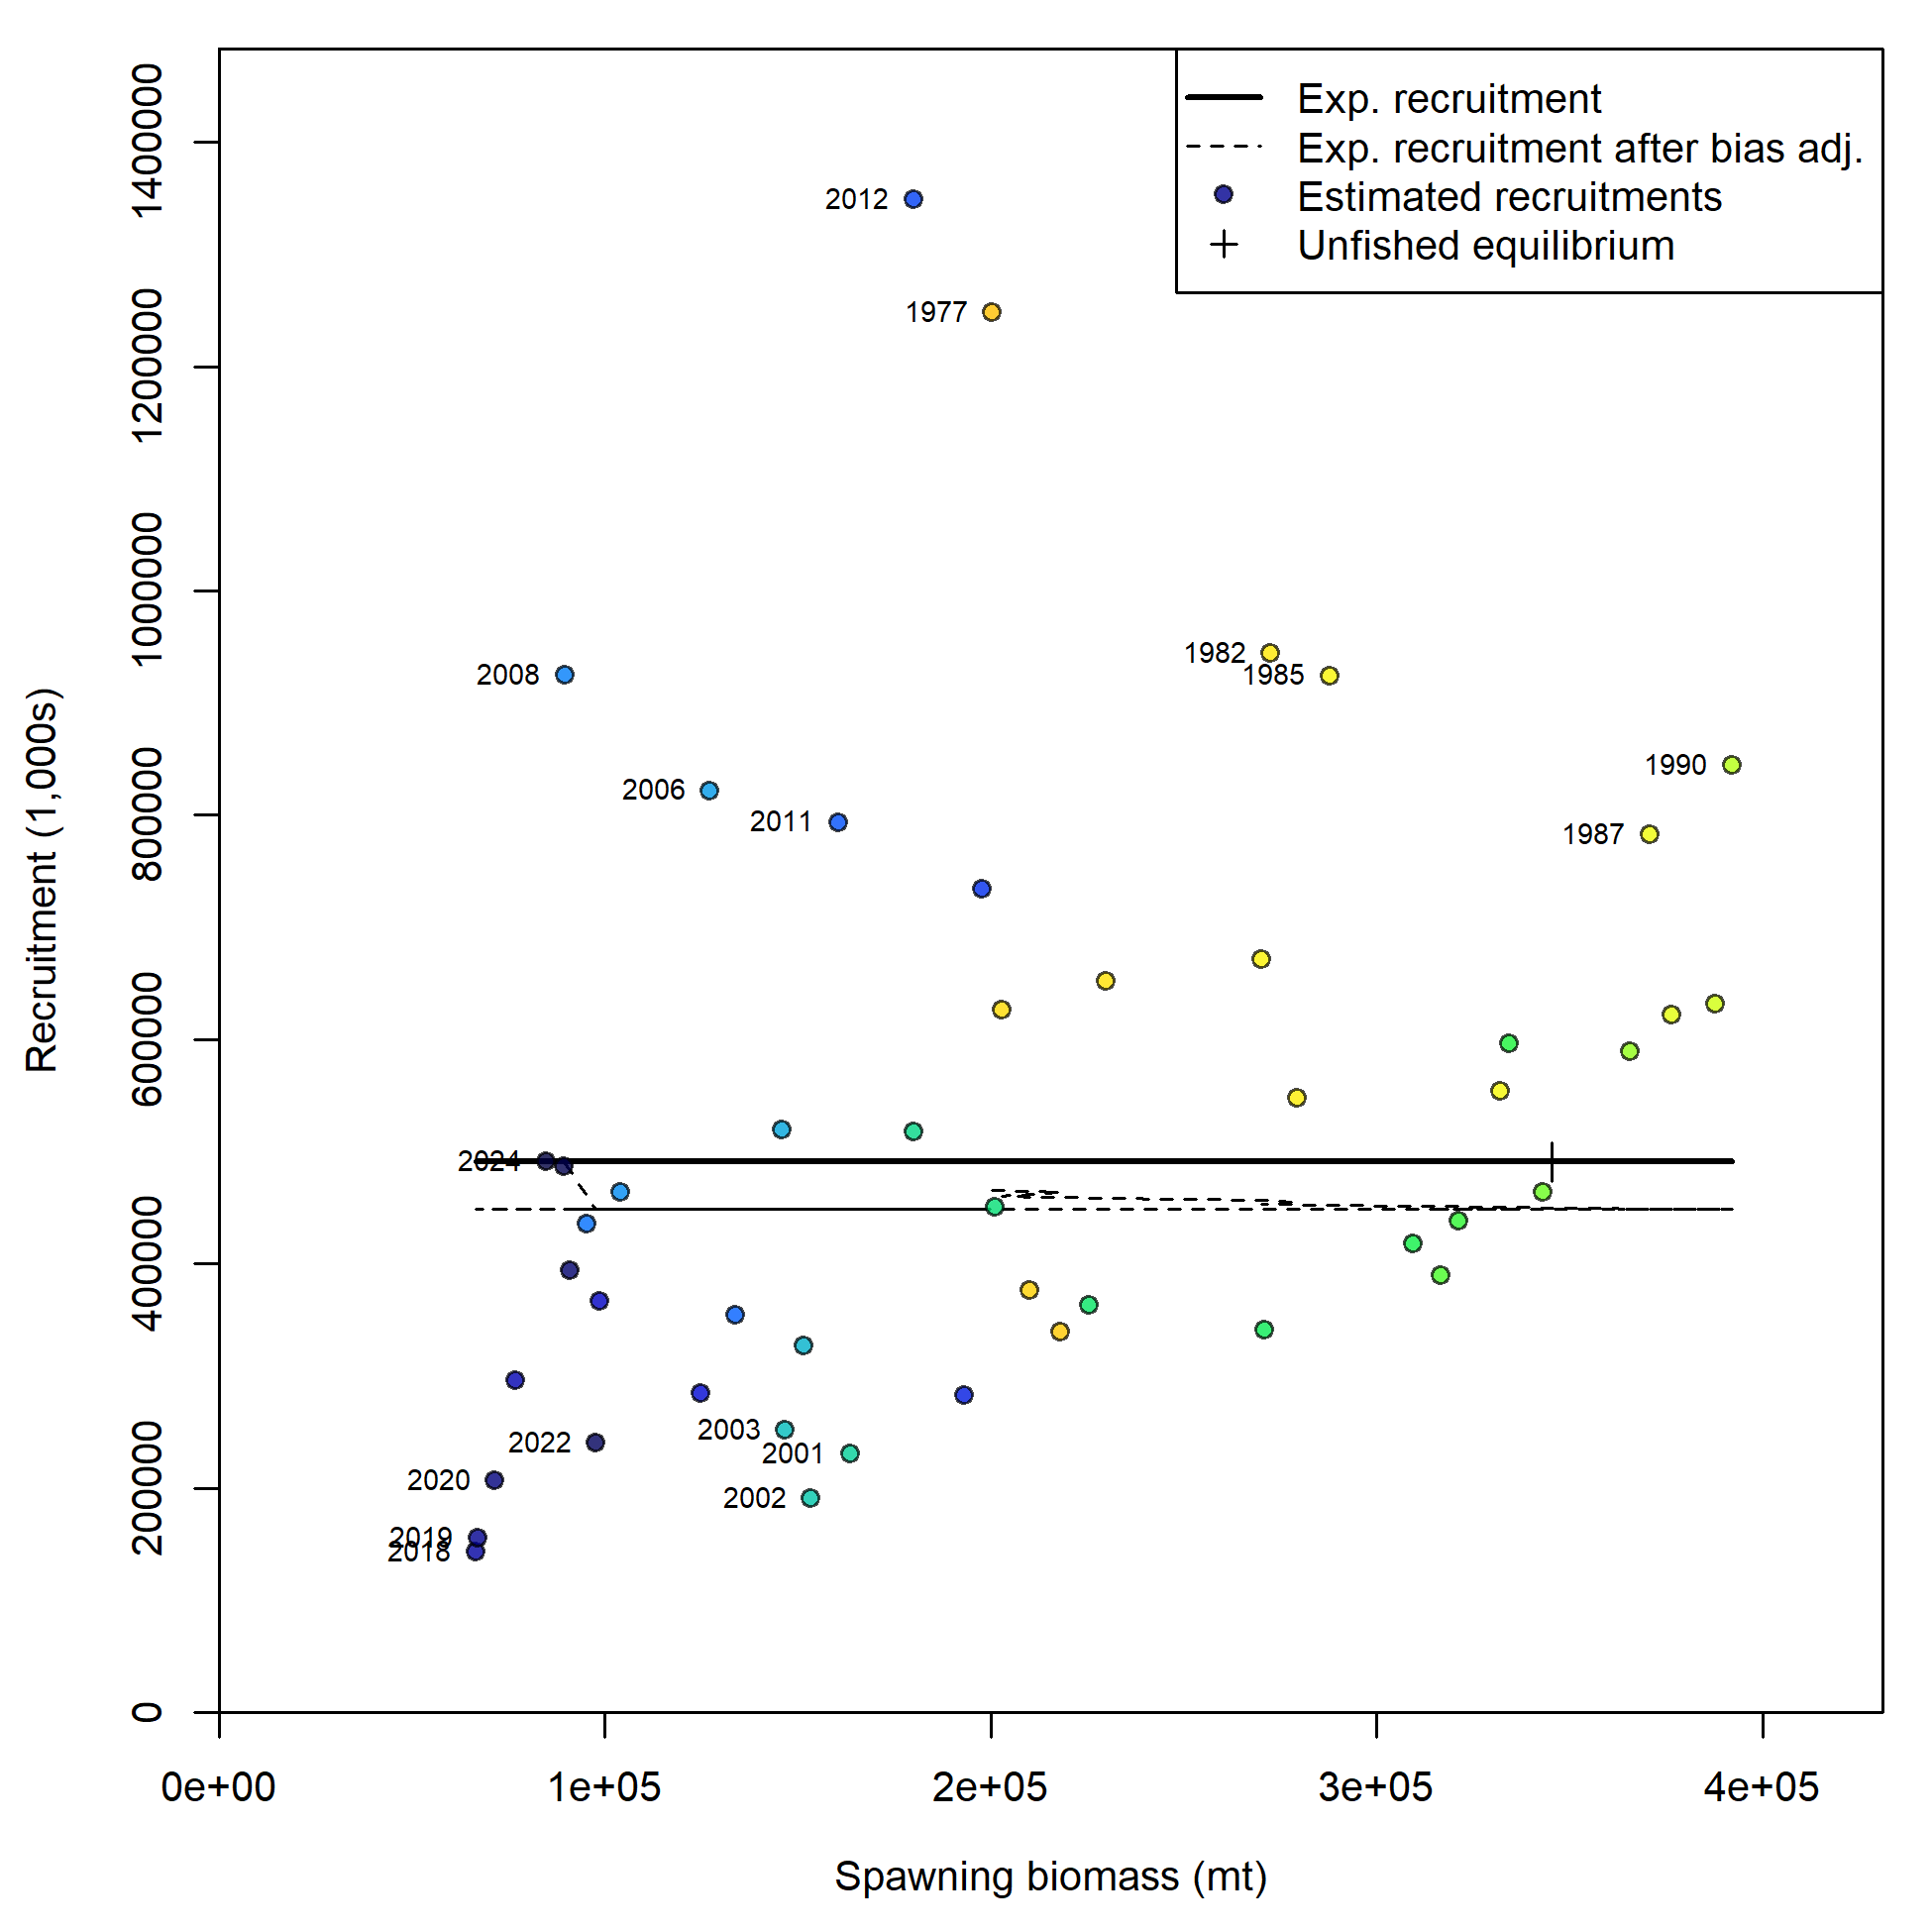 Exp. recruitment
Exp. recruitment after bias adj.
Estimated recruitments
Unfished equilibrium
1400000
1200000
1000000
800000
600000
400000
200000
0
Recruitment (1,000s)
2012
1977
2008
1982
1985
1990
2006
2011
1987
2024
2003
2022
2001
2020
2002
2019
2018
0e+00
1e+05
2e+05
3e+05
4e+05
Spawning biomass (mt)